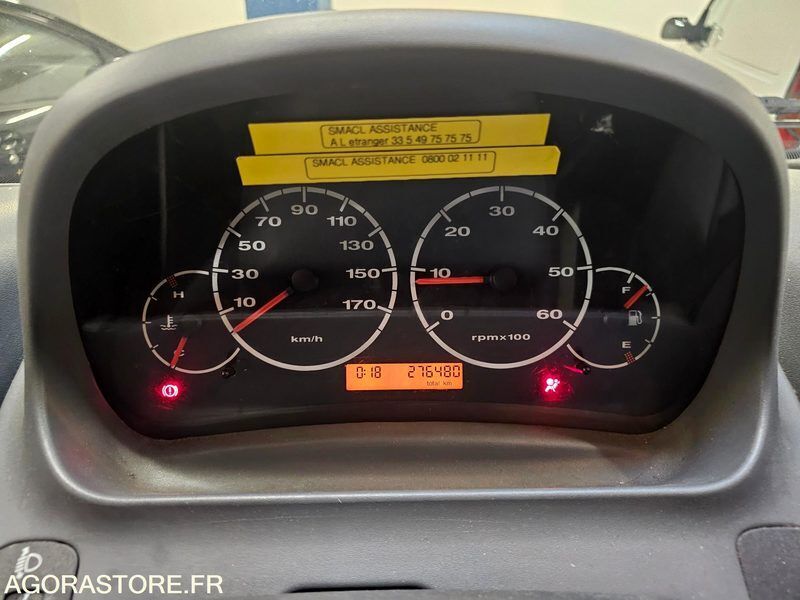 SMACL ASSISTANCE
A L etranger 33 5 49 75 75 75
SMACL ASSISTANCE 0800 02 11 11
10 30 50 70 90 110 130 150 170
km/h
0 10 20 30 40 50 60
rpmx100
H
C
F
E
0:18 276480
total km
AGORASTORE.FR